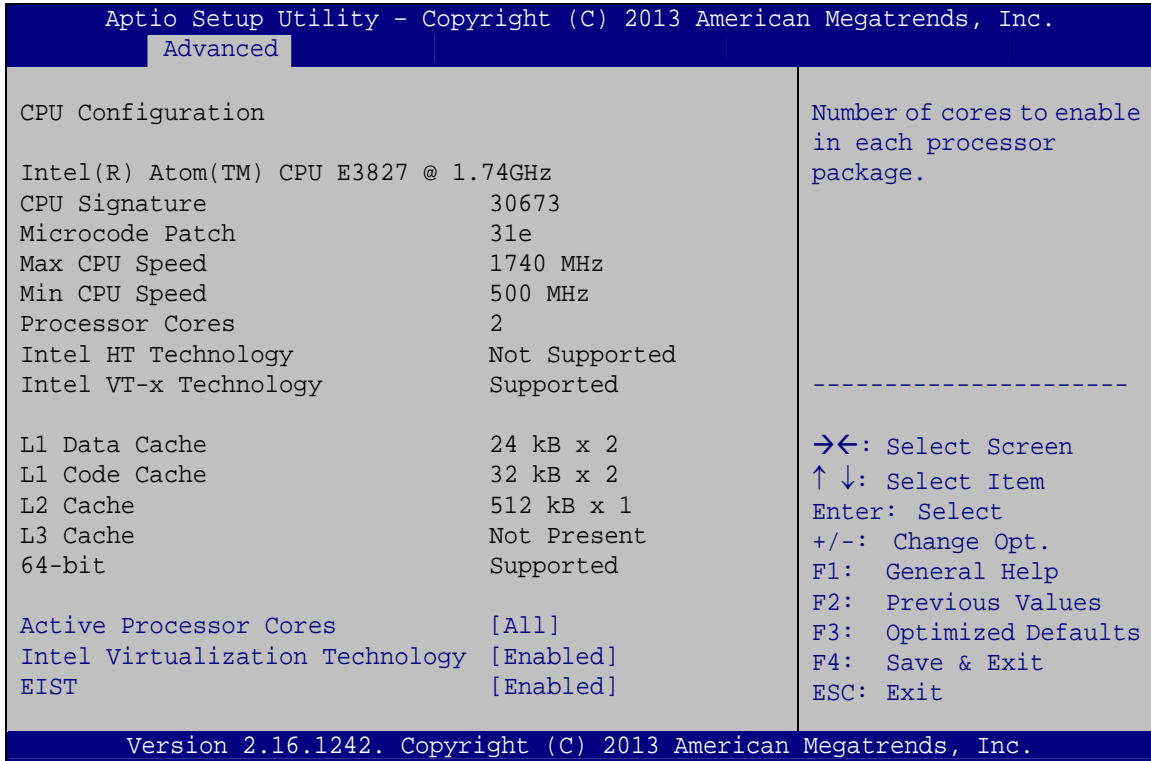 Aptio Setup Utility – Copyright (C) 2013 American Megatrends, Inc.
Advanced
CPU Configuration
Intel(R) Atom(TM) CPU E3827 @ 1.74GHz
CPU Signature 30673
Microcode Patch 31e
Max CPU Speed 1740 MHz
Min CPU Speed 500 MHz
Processor Cores 2
Intel HT Technology Not Supported
Intel VT-x Technology Supported
L1 Data Cache 24 kB x 2
L1 Code Cache 32 kB x 2
L2 Cache 512 kB x 1
L3 Cache Not Present
64-bit Supported
Active Processor Cores [All]
Intel Virtualization Technology [Enabled]
EIST [Enabled]
Number of cores to enable
in each processor
package.
----------------------
→←: Select Screen
↑ ↓: Select Item
Enter: Select
+/-: Change Opt.
F1: General Help
F2: Previous Values
F3: Optimized Defaults
F4: Save & Exit
ESC: Exit
Version 2.16.1242. Copyright (C) 2013 American Megatrends, Inc.